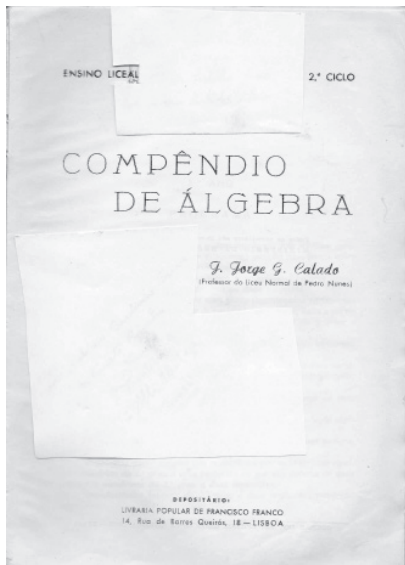 ENSINO LICEAL
2.º CICLO
COMPÊNDIO
DE ÁLGEBRA
J. Jorge G. Calado
(Professor do Liceu Normal de Pedro Nunes)
DEPOSITÁRIO:
LIVRARIA POPULAR DE FRANCISCO FRANCO
14, Rua de Barros Queirós, 18 — LISBOA